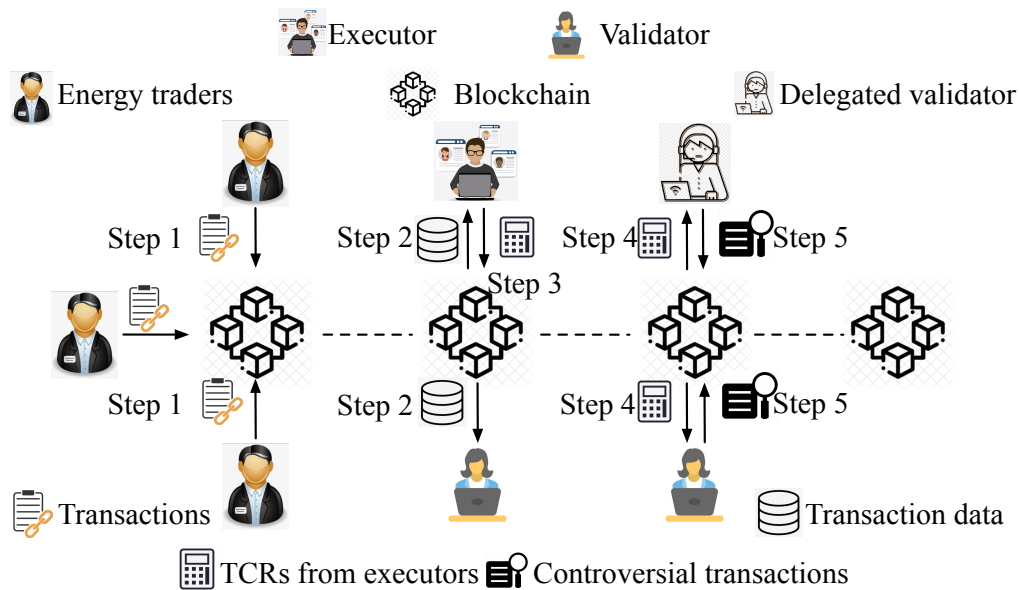 Executor
Validator
Energy traders
Blockchain
Delegated validator
Step 1
Step 2
Step 4
Step 5
Step 3
Step 1
Step 2
Step 4
Step 5
Transactions
Transaction data
TCRs from executors
Controversial transactions